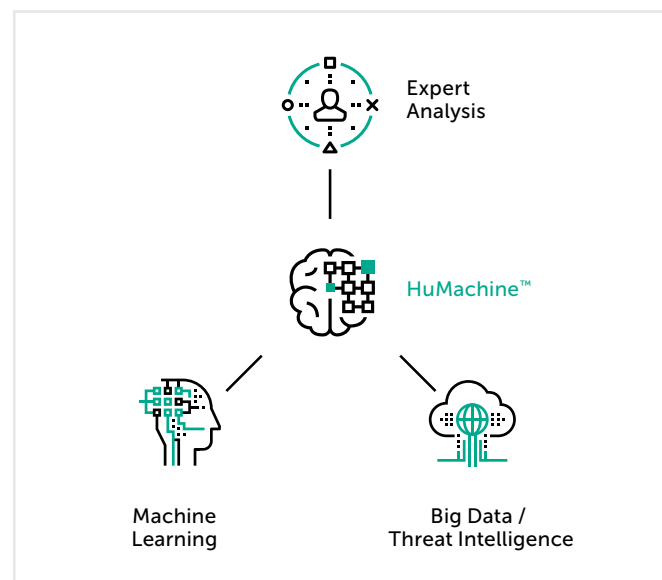 Expert
Analysis
HuMachine™
Machine
Learning
Big Data /
Threat Intelligence